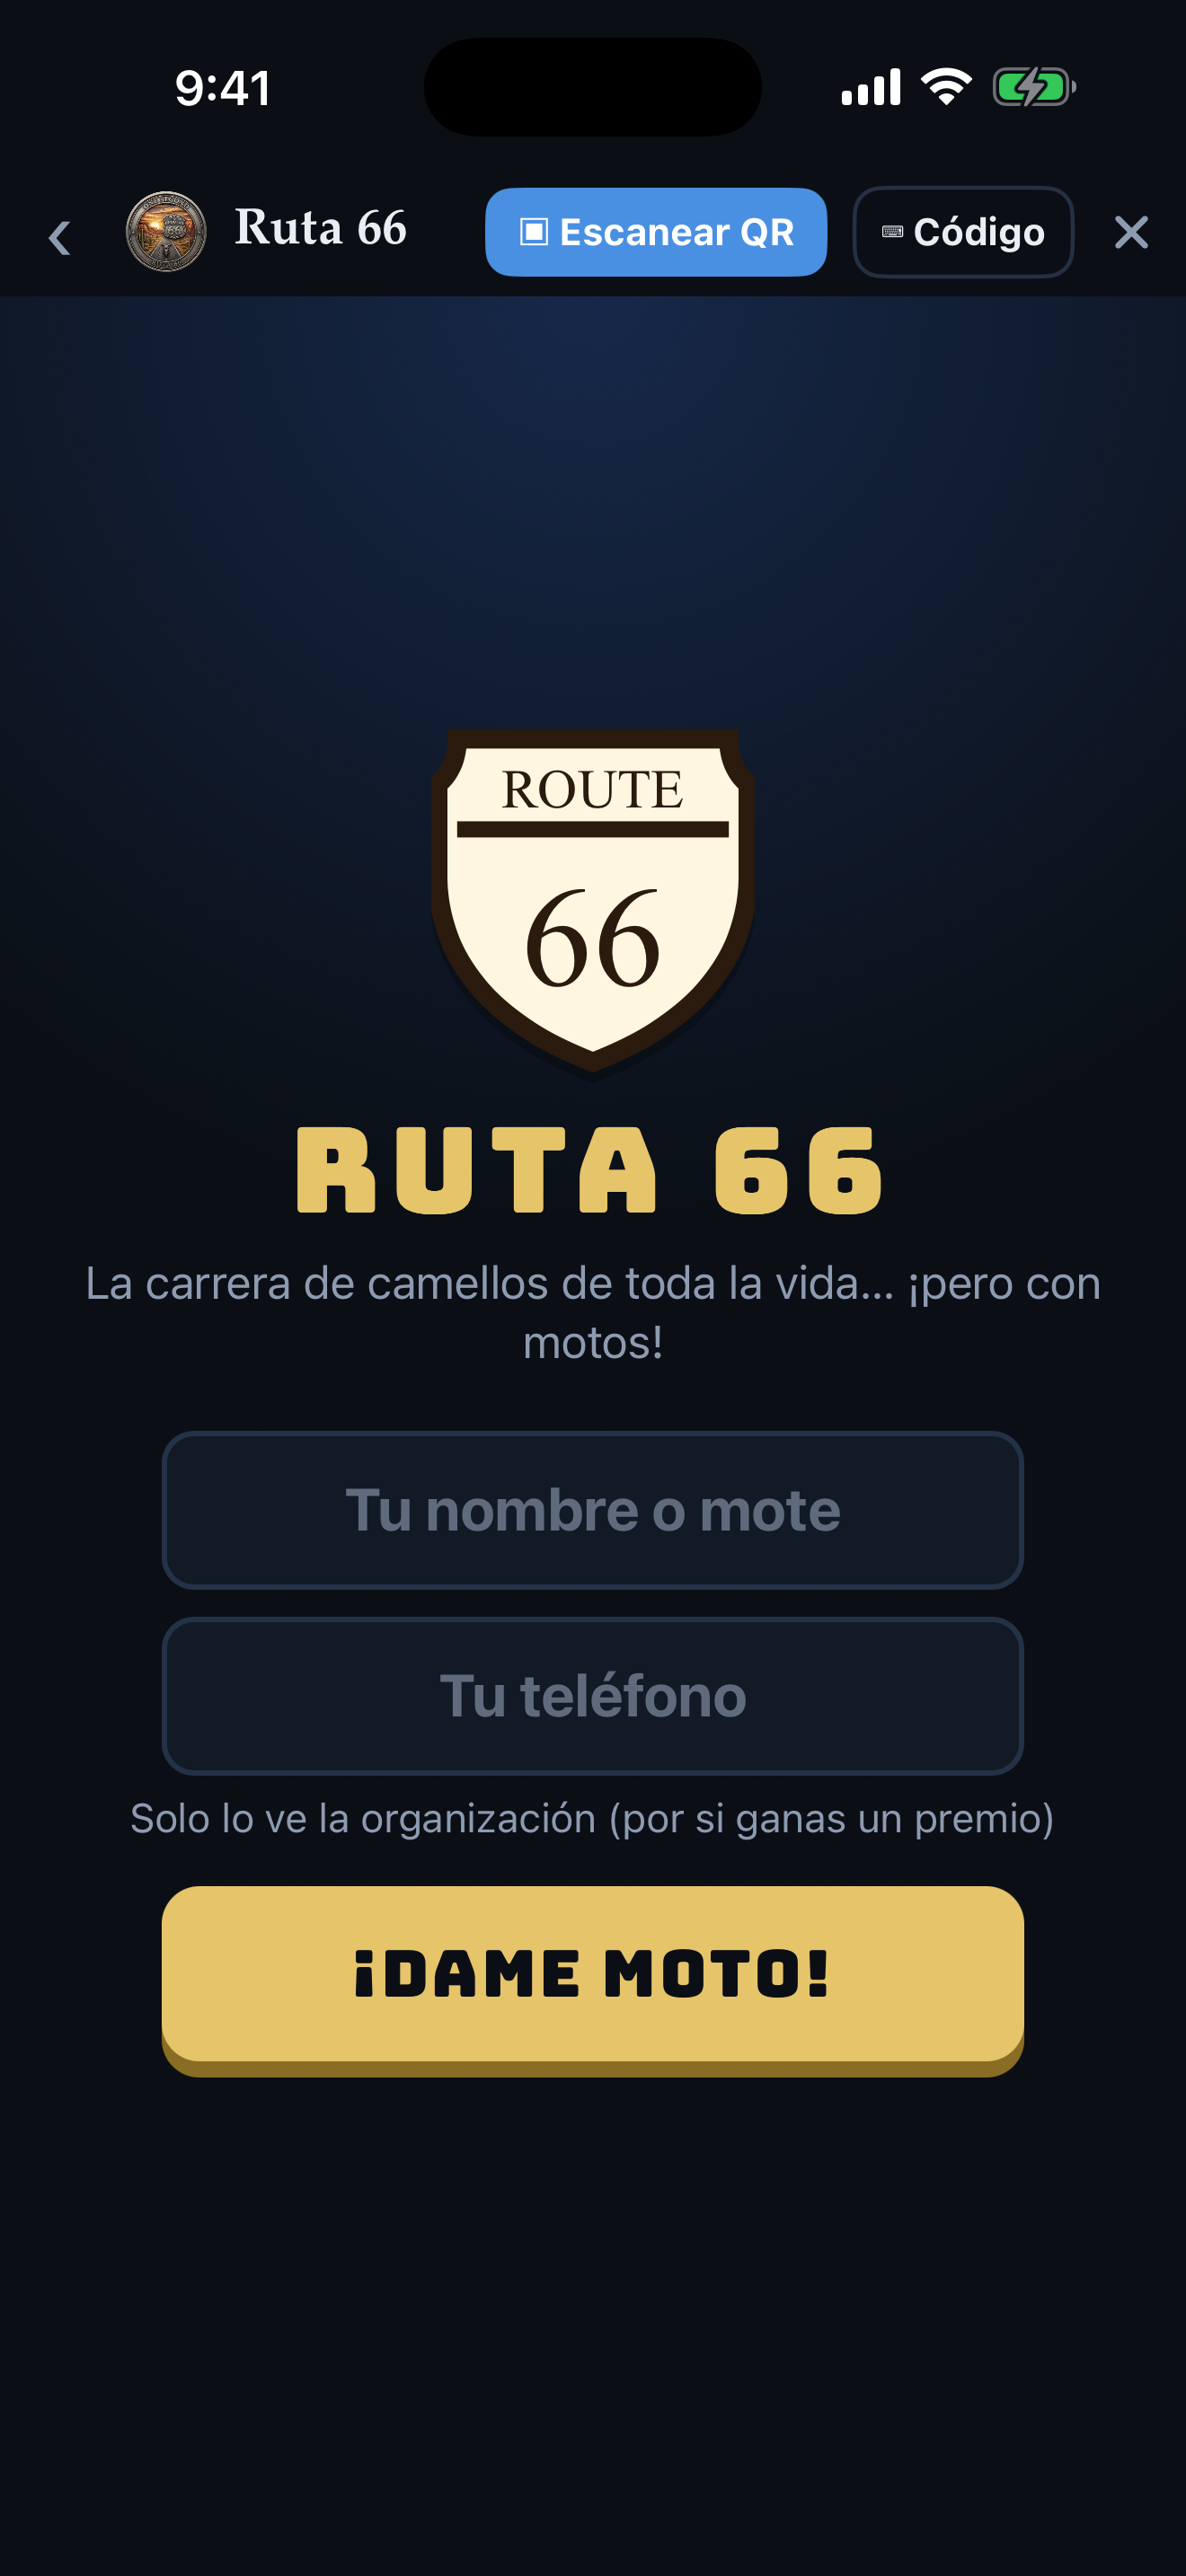 9:41
Ruta 66
Escanear QR
Código
ROUTE
66
RUTA 66
La carrera de camellos de toda la vida... ¡pero con
motos!
Tu nombre o mote
Tu teléfono
Solo lo ve la organización (por si ganas un premio)
¡DAME MOTO!